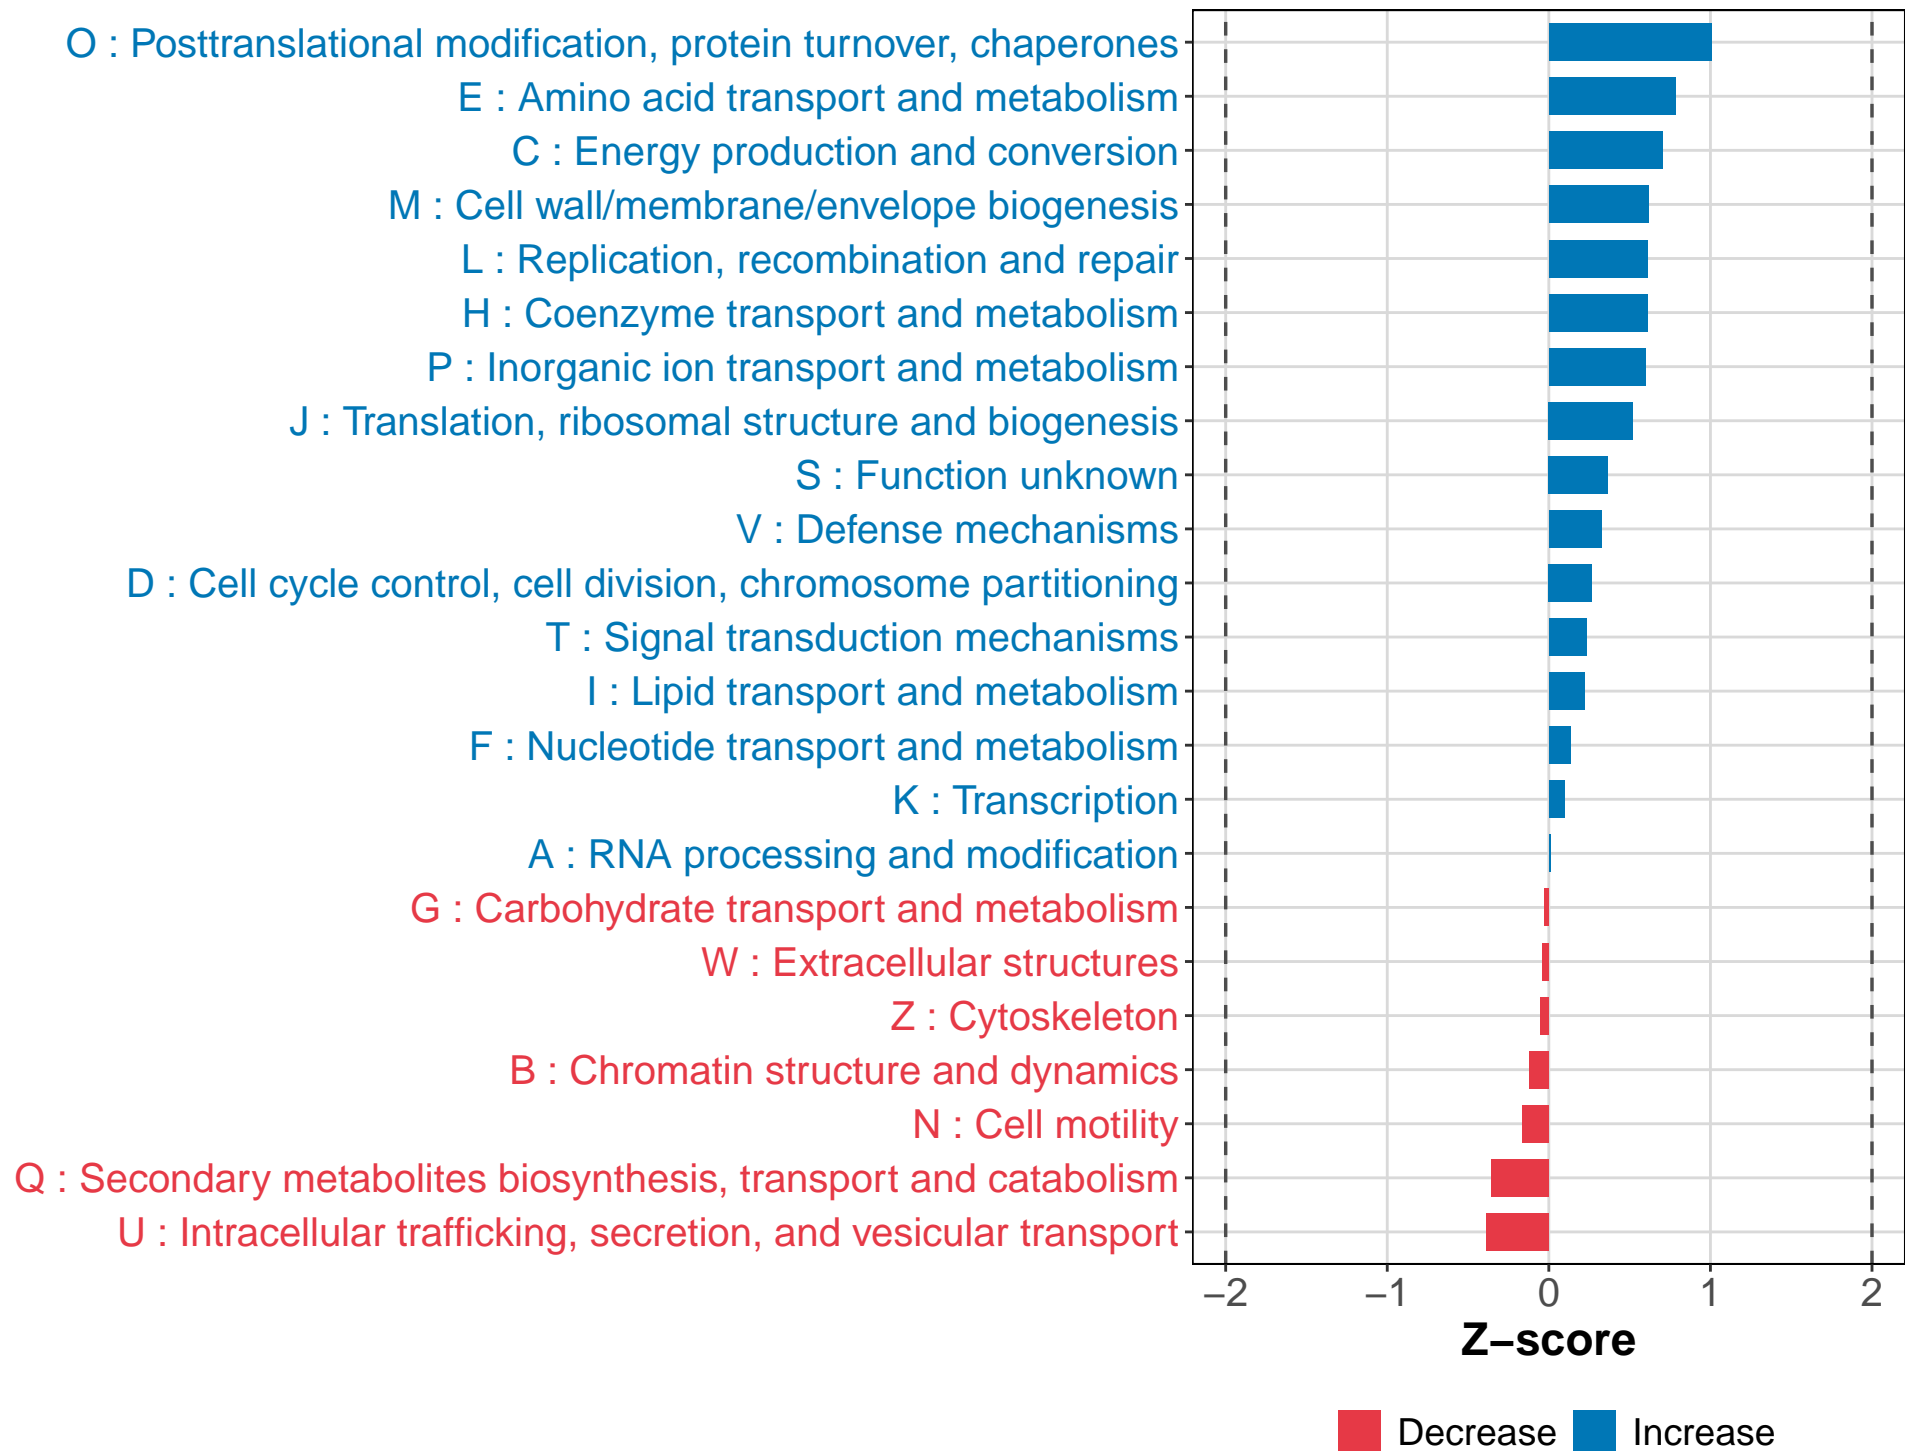 O : Posttranslational modification, protein turnover, chaperones
E : Amino acid transport and metabolism
C : Energy production and conversion
M : Cell wall/membrane/envelope biogenesis
L : Replication, recombination and repair
H : Coenzyme transport and metabolism
P : Inorganic ion transport and metabolism
J : Translation, ribosomal structure and biogenesis
S : Function unknown
V : Defense mechanisms
D : Cell cycle control, cell division, chromosome partitioning
T : Signal transduction mechanisms
I : Lipid transport and metabolism
F : Nucleotide transport and metabolism
K : Transcription
A : RNA processing and modification
G : Carbohydrate transport and metabolism
W : Extracellular structures
Z : Cytoskeleton
B : Chromatin structure and dynamics
N : Cell motility
Q : Secondary metabolites biosynthesis, transport and catabolism
U : Intracellular trafficking, secretion, and vesicular transport
−2 −1 0 1 2
Z−score
Decrease Increase